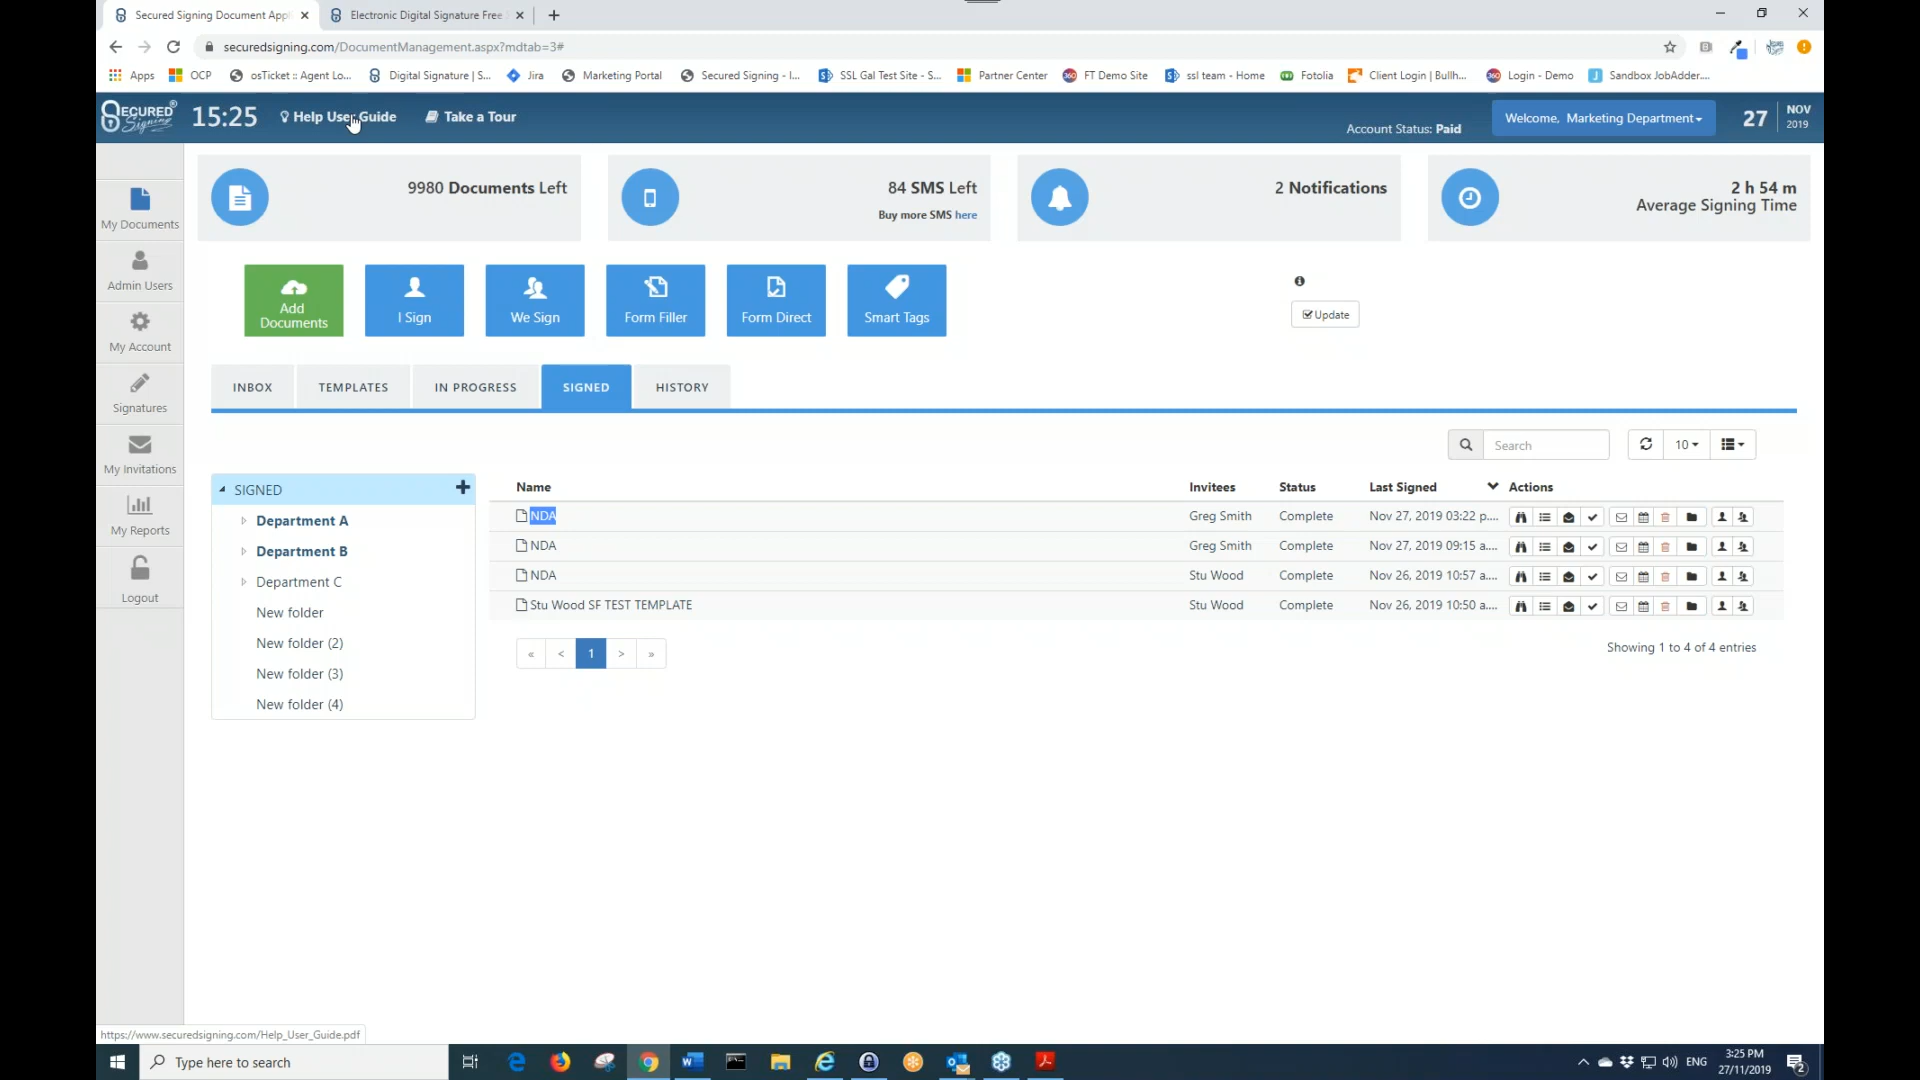 Secured Signing Document Appl
Electronic Digital Signature Free
securedsigning.com/DocumentManagement.aspx?mdtab=3#
Apps
OCP
osTicket :: Agent Lo...
Digital Signature | S...
Jira
Marketing Portal
Secured Signing - I...
SSL Gal Test Site - S...
Partner Center
FT Demo Site
ssl team - Home
Fotolia
Client Login | Bullh...
Login - Demo
Sandbox JobAdder....
SECURED
Signing
15:25
Help User Guide
Take a Tour
Account Status: Paid
Welcome, Marketing Department
27
NOV
2019
My Documents
Admin Users
My Account
Signatures
My Invitations
My Reports
Logout
9980 Documents Left
84 SMS Left
Buy more SMS here
2 Notifications
2 h 54 m
Average Signing Time
Add
Documents
I Sign
We Sign
Form Filler
Form Direct
Smart Tags
Update
INBOX
TEMPLATES
IN PROGRESS
SIGNED
HISTORY
Search
10
SIGNED
Department A
Department B
Department C
New folder
New folder (2)
New folder (3)
New folder (4)
Name Invitees Status Last Signed Actions
NDA Greg Smith Complete Nov 27, 2019 03:22 p....
NDA Greg Smith Complete Nov 27, 2019 09:15 a....
NDA Stu Wood Complete Nov 26, 2019 10:57 a....
Stu Wood SF TEST TEMPLATE Stu Wood Complete Nov 26, 2019 10:50 a....
« < 1 > »
Showing 1 to 4 of 4 entries
https://www.securedsigning.com/Help_User_Guide.pdf
Type here to search
ENG
3:25 PM
27/11/2019
2